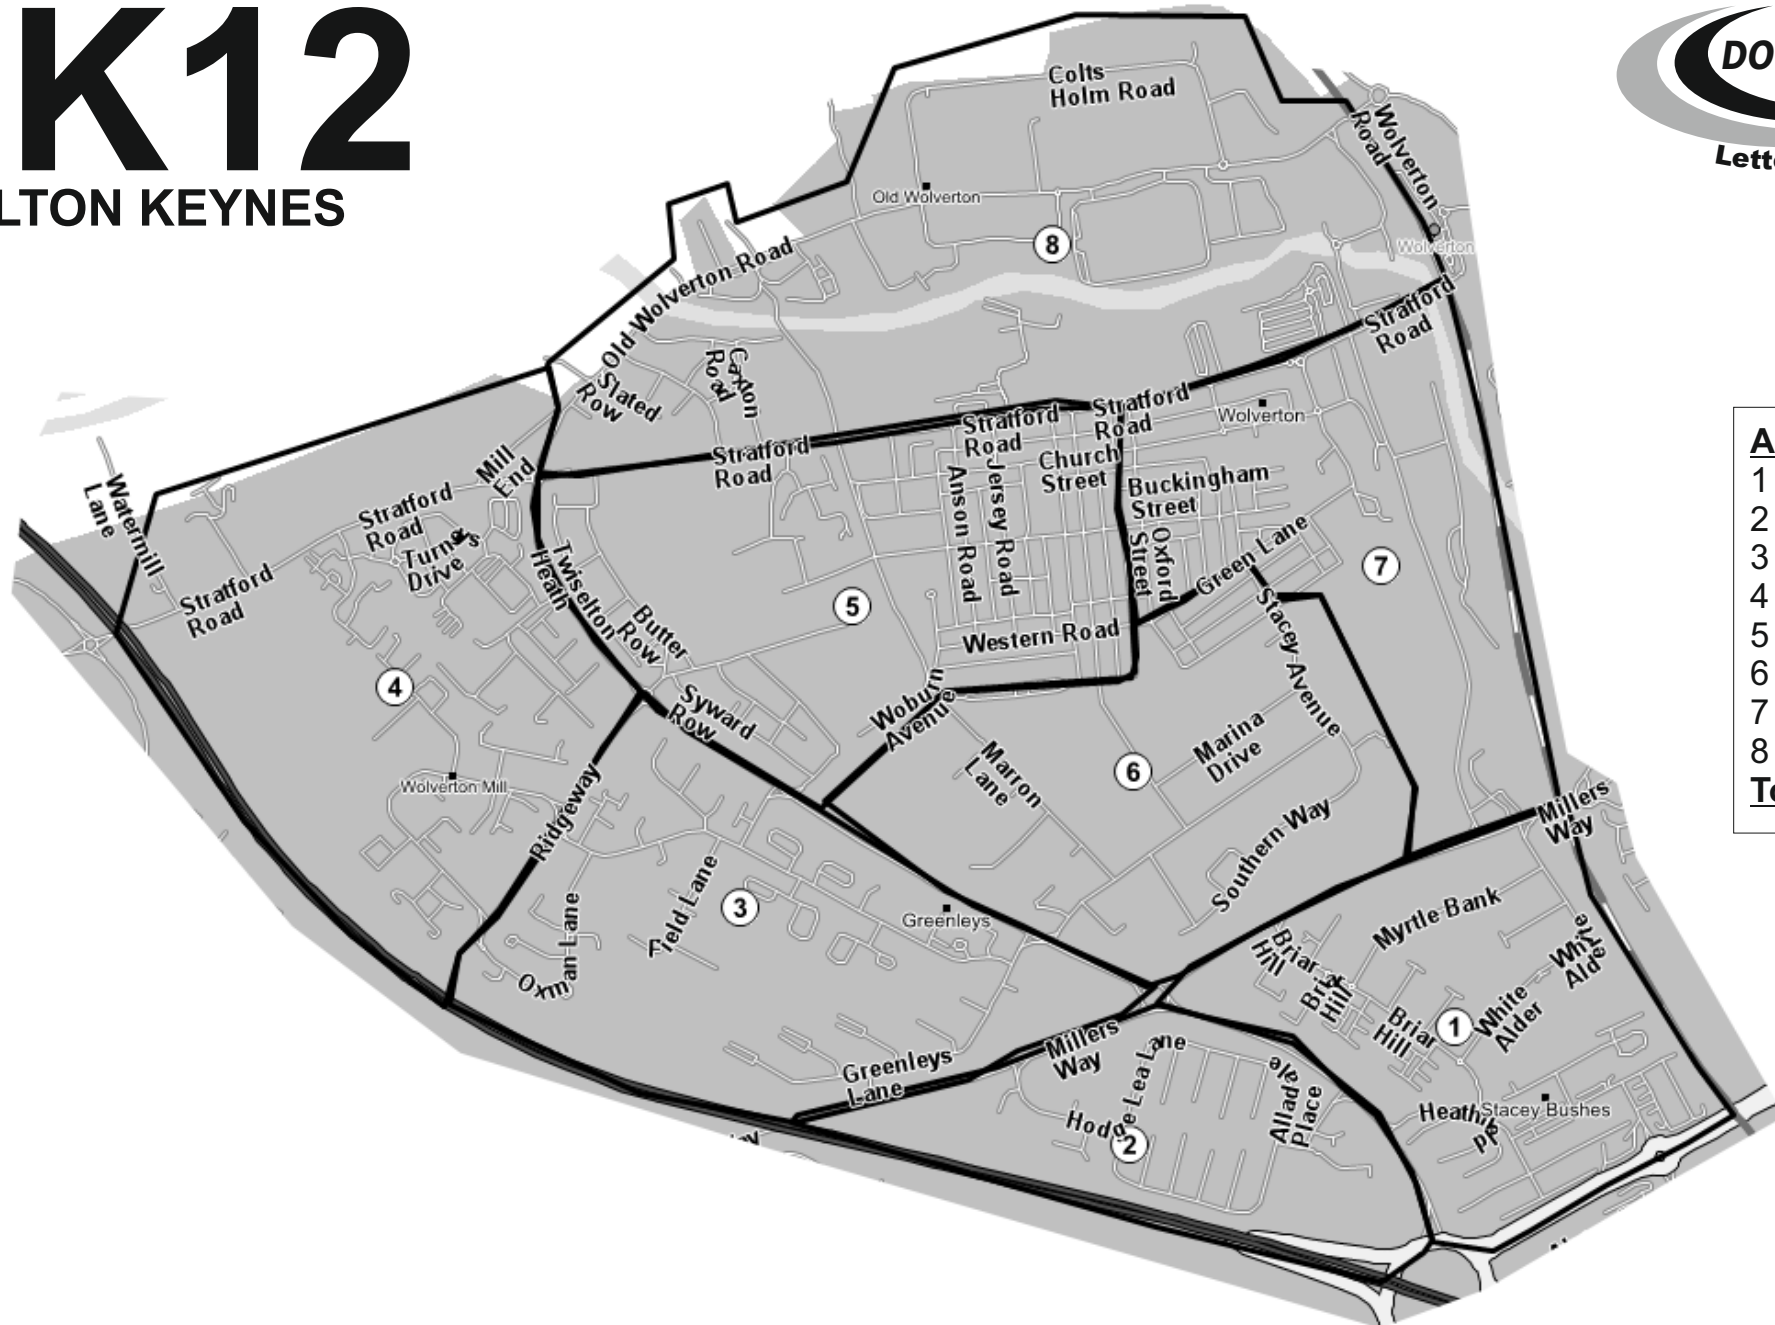 K12
LTON KEYNES
DO
Lette
Colts
Holm Road
Wolverton
Road
Old Wolverton
8
Wolverton
Old Wolverton Road
Stratford
Road
Caxton
Road
Slated
Row
Stratford
Road
Stratford
Road
Stratford
Road
Wolverton
Mill
End
Church
Street
Buckingham
Street
Watermill
Lane
Stratford
Road
Turners
Drive
Anson Road
Jersey Road
Oxford
Street
Green Lane
7
Stratford
Road
Twiselton
Heath
Butter
Row
5
Western Road
Stacey Avenue
4
Syward
Row
Woburn
Avenue
Marron
Lane
6
Marina
Drive
Wolverton Mill
Ridgeway
Southern Way
Millers
Way
Field Lane
3
Greenleys
Oxman Lane
Myrtle Bank
Briar
Hill
Briar
Hill
Briar
Hill
White
Alder
White
Alder
1
Greenleys
Lane
Millers
Way
Hodge Lea Lane
Alladale
Place
2
Stacey Bushes
A
1
2
3
4
5
6
7
8